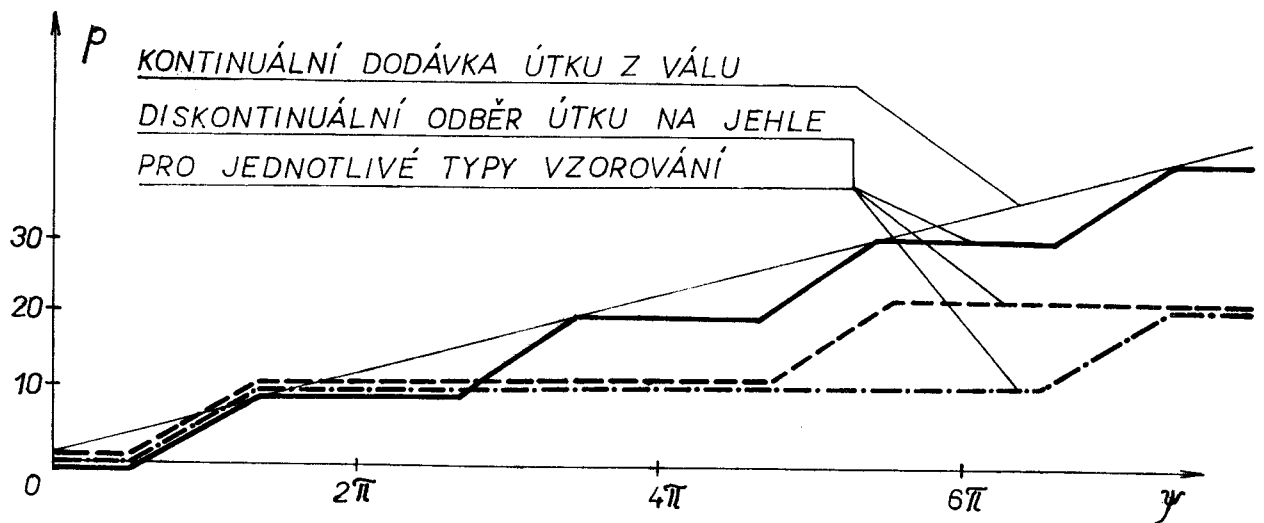 p
KONTINUÁLNÍ DODÁVKA ÚTKU Z VÁLU
DISKONTINUÁLNÍ ODBĚR ÚTKU NA JEHLE
PRO JEDNOTLIVÉ TYPY VZOROVÁNÍ
30
20
10
0
2π
4π
6π
ψ